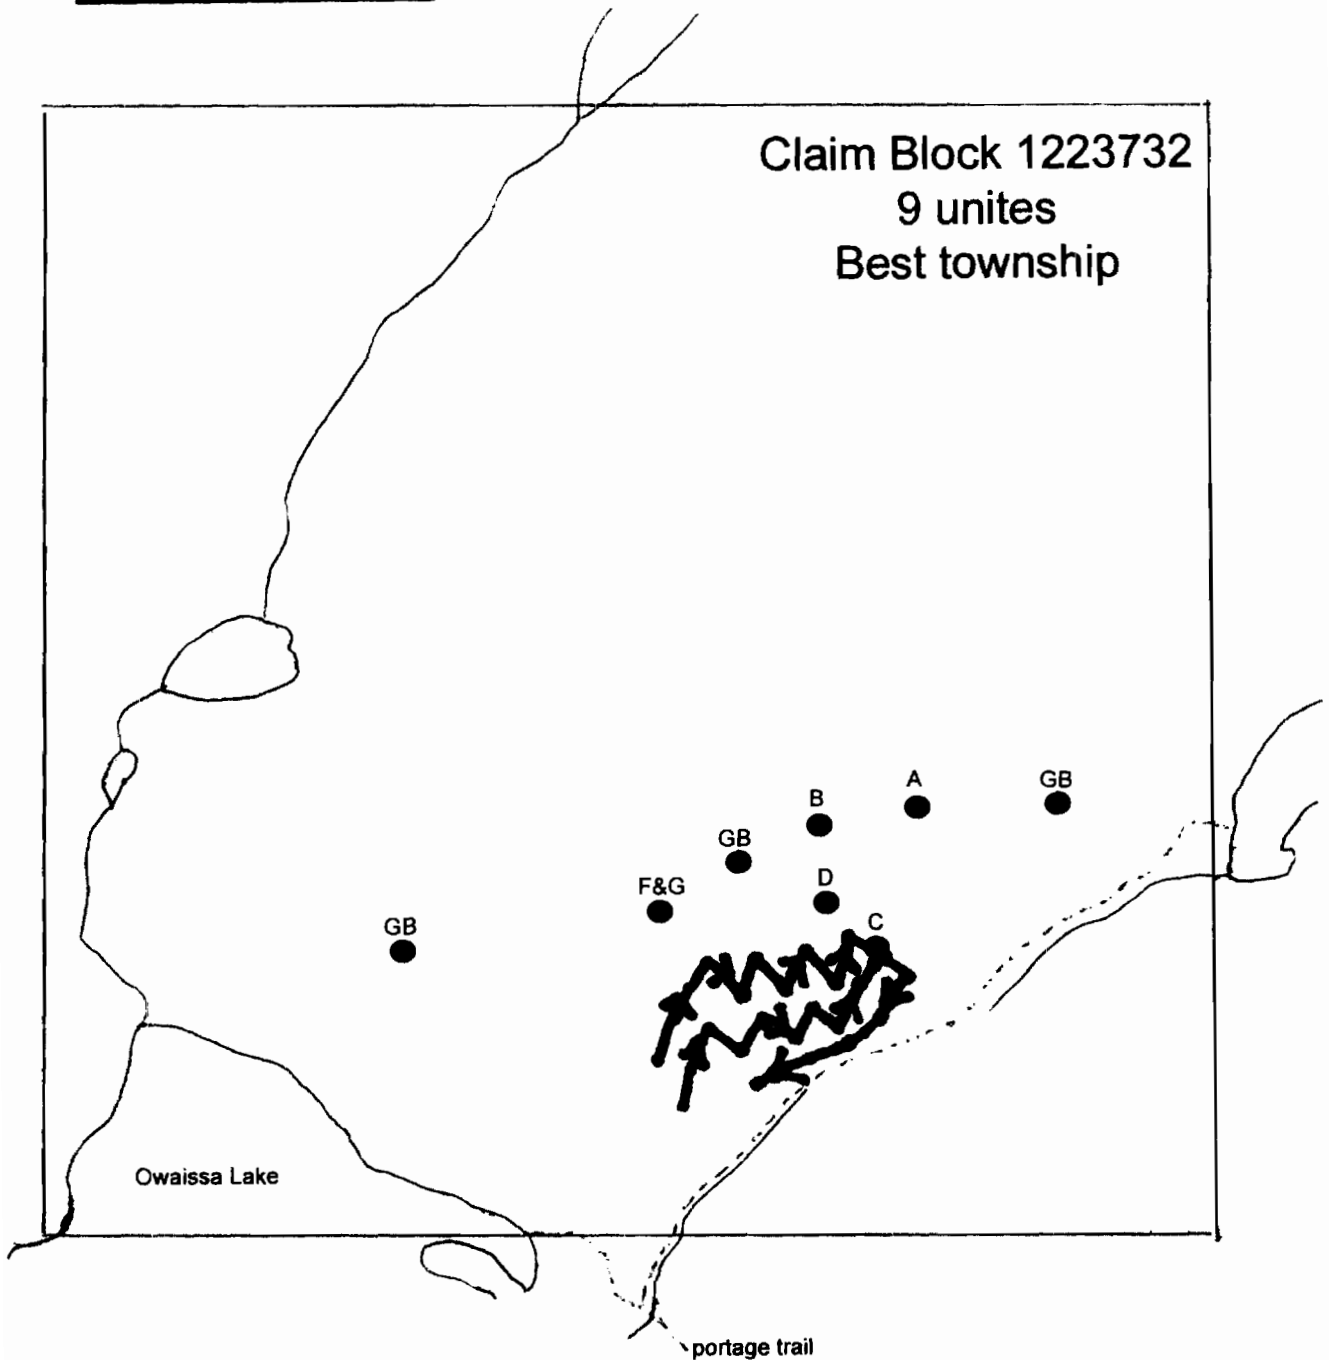 Claim Block 1223732
9 unites
Best township
A
GB
B
GB
D
F&G
C
GB
Owaissa Lake
portage trail